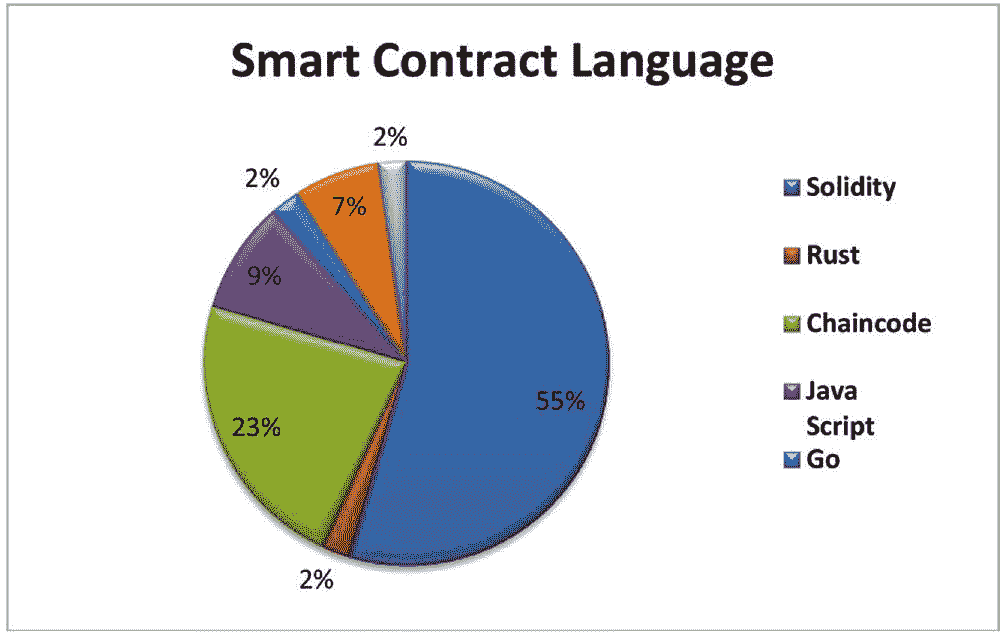 Smart Contract Language
2%
2%
7%
9%
55%
23%
2%
Solidity
Rust
Chaincode
Java
Script
Go